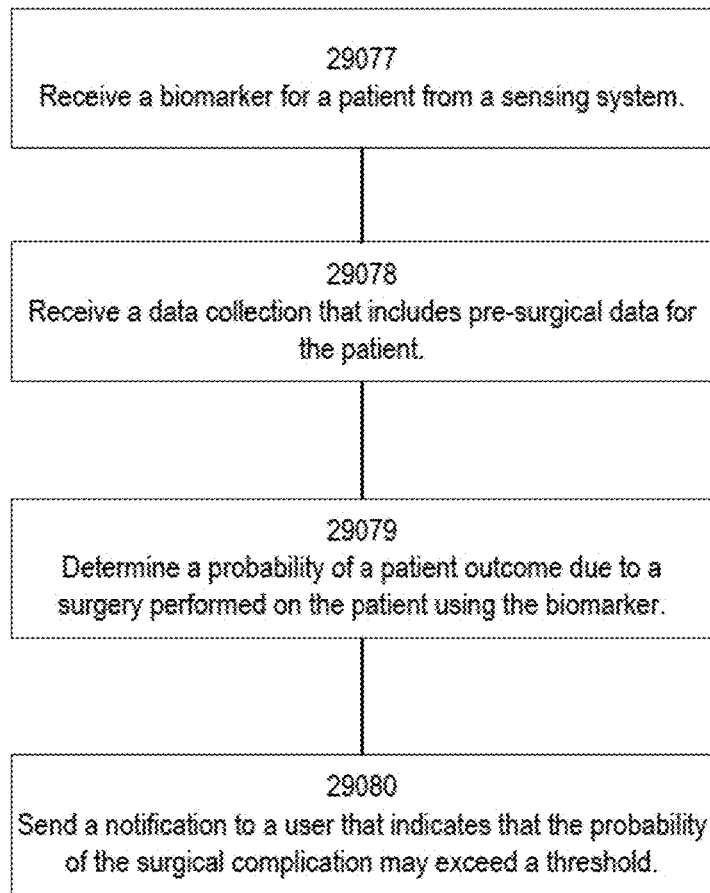 29077
Receive a biomarker for a patient from a sensing system.
29078
Receive a data collection that includes pre-surgical data for
the patient.
29079
Determine a probability of a patient outcome due to a
surgery performed on the patient using the biomarker.
29080
Send a notification to a user that indicates that the probability
of the surgical complication may exceed a threshold.